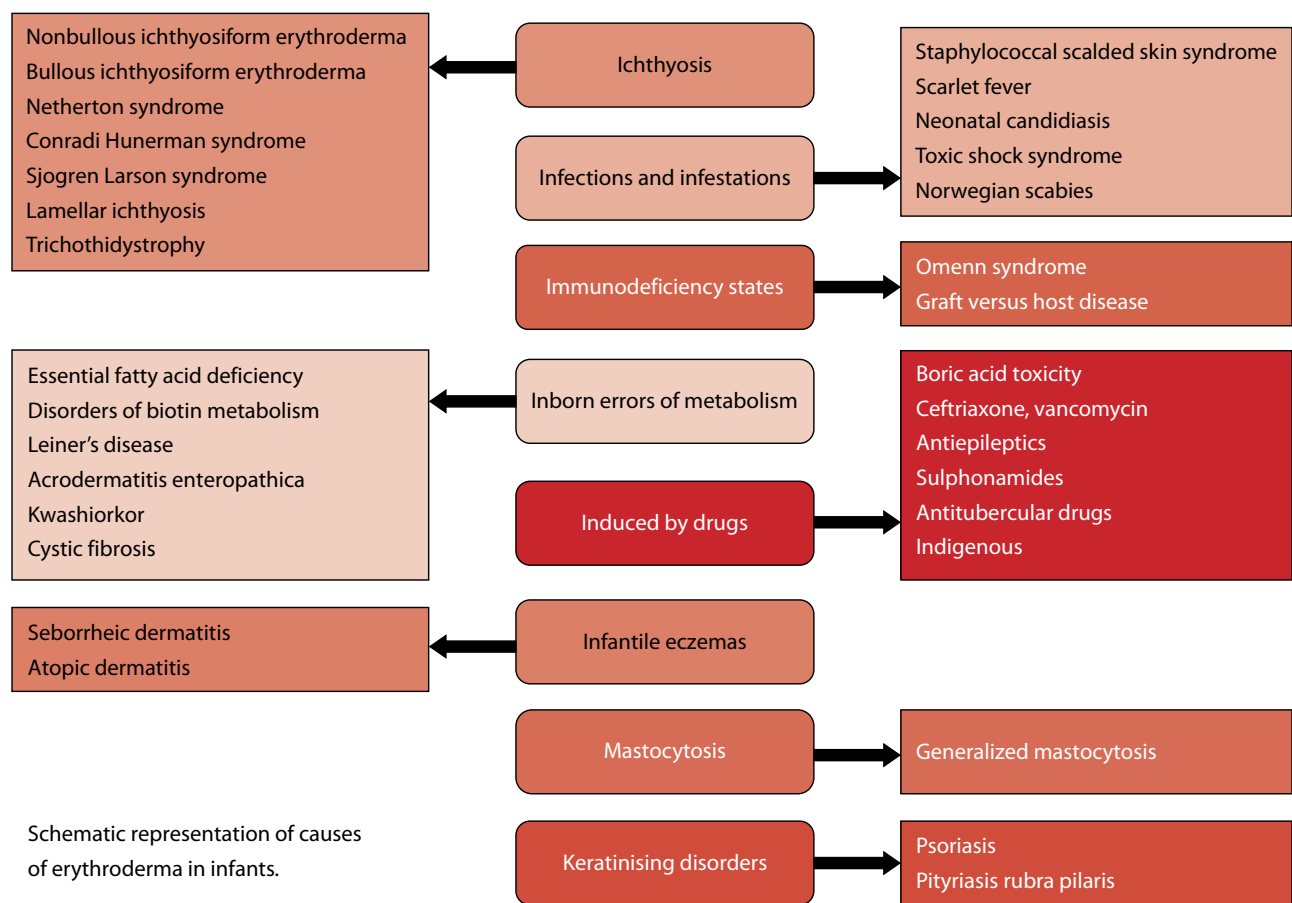 Nonbullous ichthyosiform erythroderma
Bullous ichthyosiform erythroderma
Netherton syndrome
Conradi Hunerman syndrome
Sjogren Larson syndrome
Lamellar ichthyosis
Trichothidystrophy
Ichthyosis
Infections and infestations
Staphylococcal scalded skin syndrome
Scarlet fever
Neonatal candidiasis
Toxic shock syndrome
Norwegian scabies
Immunodeficiency states
Omenn syndrome
Graft versus host disease
Essential fatty acid deficiency
Disorders of biotin metabolism
Leiner’s disease
Acrodermatitis enteropathica
Kwashiorkor
Cystic fibrosis
Inborn errors of metabolism
Induced by drugs
Boric acid toxicity
Ceftriaxone, vancomycin
Antiepileptics
Sulphonamides
Antitubercular drugs
Indigenous
Seborrheic dermatitis
Atopic dermatitis
Infantile eczemas
Mastocytosis
Generalized mastocytosis
Keratinising disorders
Psoriasis
Pityriasis rubra pilaris
Schematic representation of causes
of erythroderma in infants.